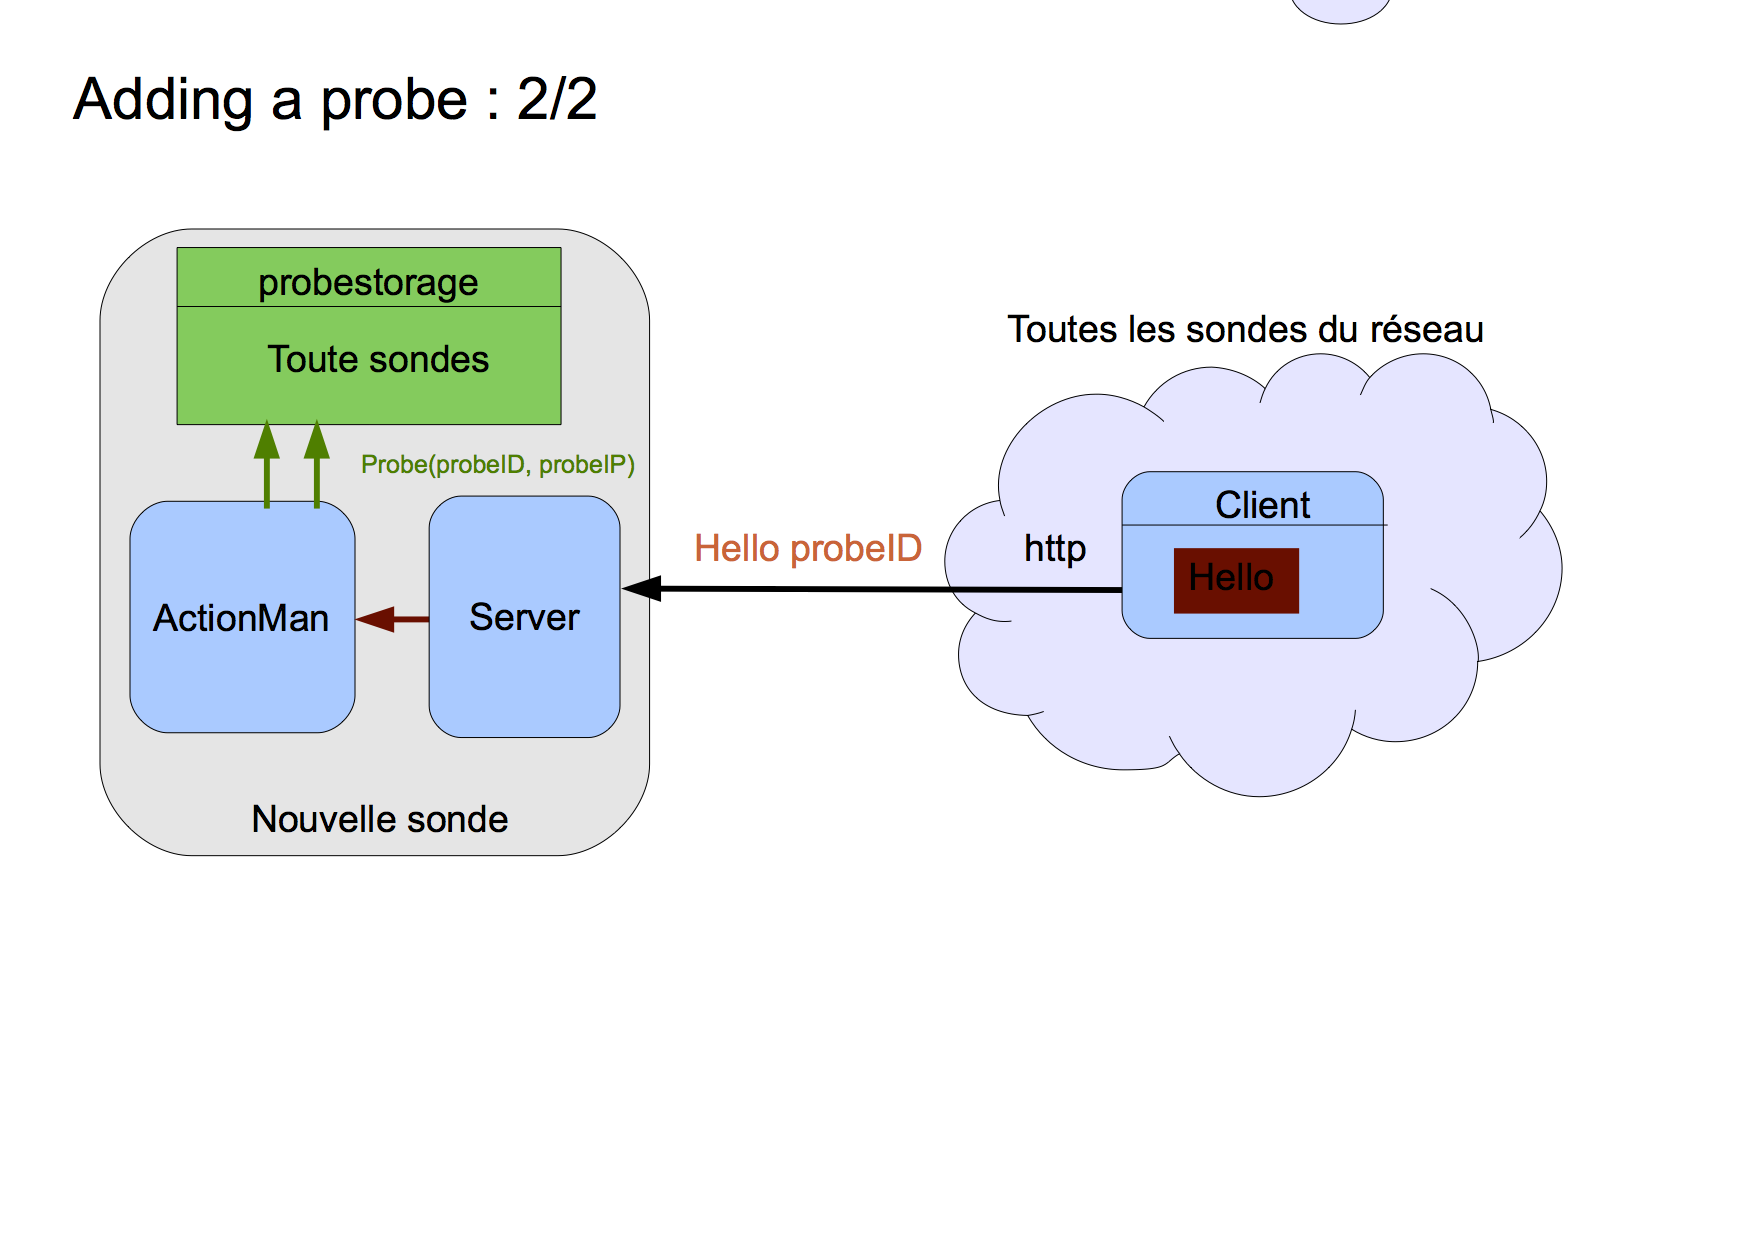 Adding a probe : 2/2
probestorage
Toute sondes
Probe(probeID, probeIP)
ActionMan
Server
Nouvelle sonde
Hello probeID
Toutes les sondes du réseau
http
Client
Hello